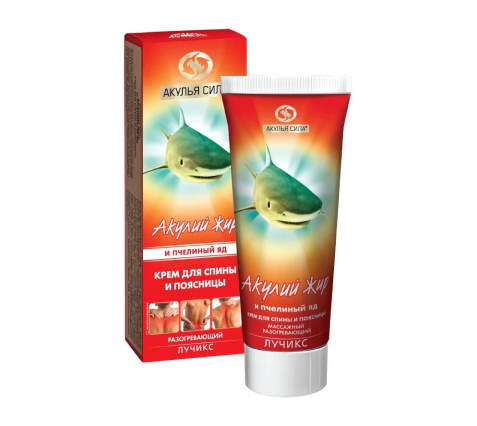 АКУЛЬЯ СИЛА
Акулий жир
И ПЧЕЛИНЫЙ ЯД
КРЕМ ДЛЯ СПИНЫ
И ПОЯСНИЦЫ
РАЗОГРЕВАЮЩИЙ
ЛУЧИКС
АКУЛЬЯ СИЛА®
Акулий жир
И ПЧЕЛИНЫЙ ЯД
КРЕМ ДЛЯ СПИНЫ И ПОЯСНИЦЫ
МАССАЖНЫЙ
РАЗОГРЕВАЮЩИЙ
ЛУЧИКС